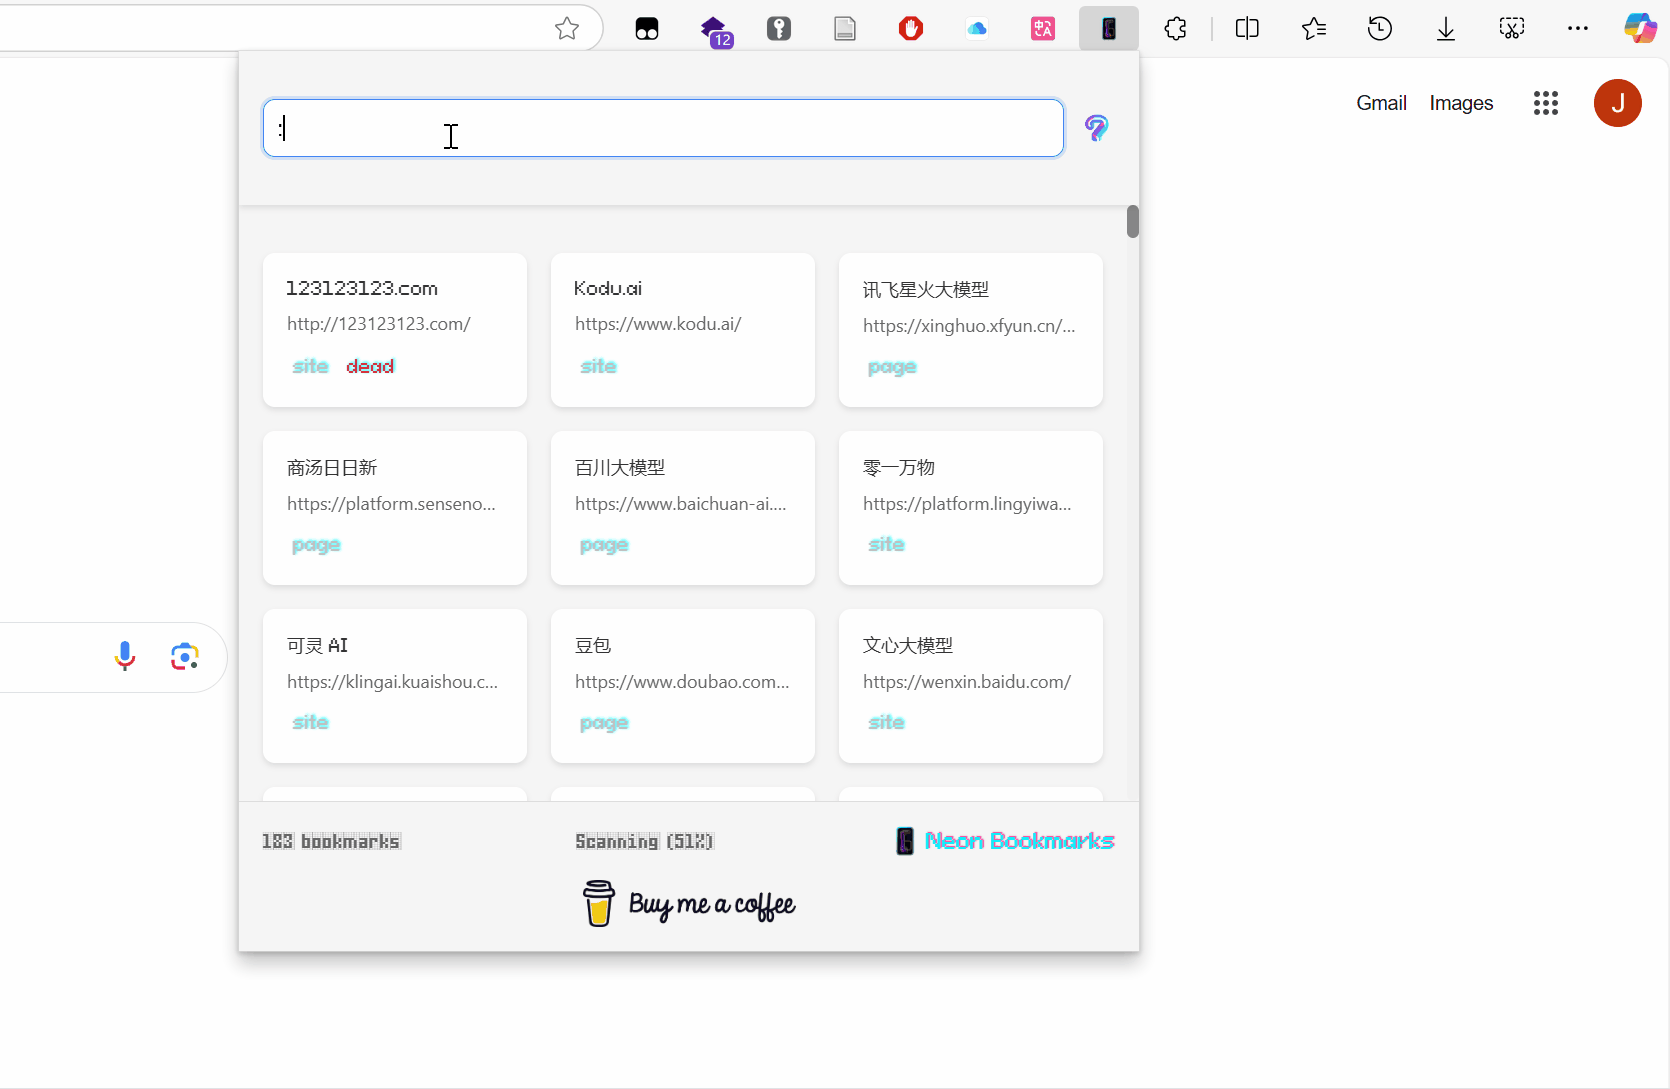 12
Gmail Images
J
:
123123123.com
http://123123123.com/
site dead
Kodu.ai
https://www.kodu.ai/
site
讯飞星火大模型
https://xinghuo.xfyun.cn/...
page
商汤日日新
https://platform.senseno...
page
百川大模型
https://www.baichuan-ai....
page
零一万物
https://platform.lingyiwa...
site
可灵 AI
https://klingai.kuaishou.c...
site
豆包
https://www.doubao.com...
page
文心大模型
https://wenxin.baidu.com/
site
183 bookmarks
Scanning (51%)
Neon Bookmarks
Buy me a coffee